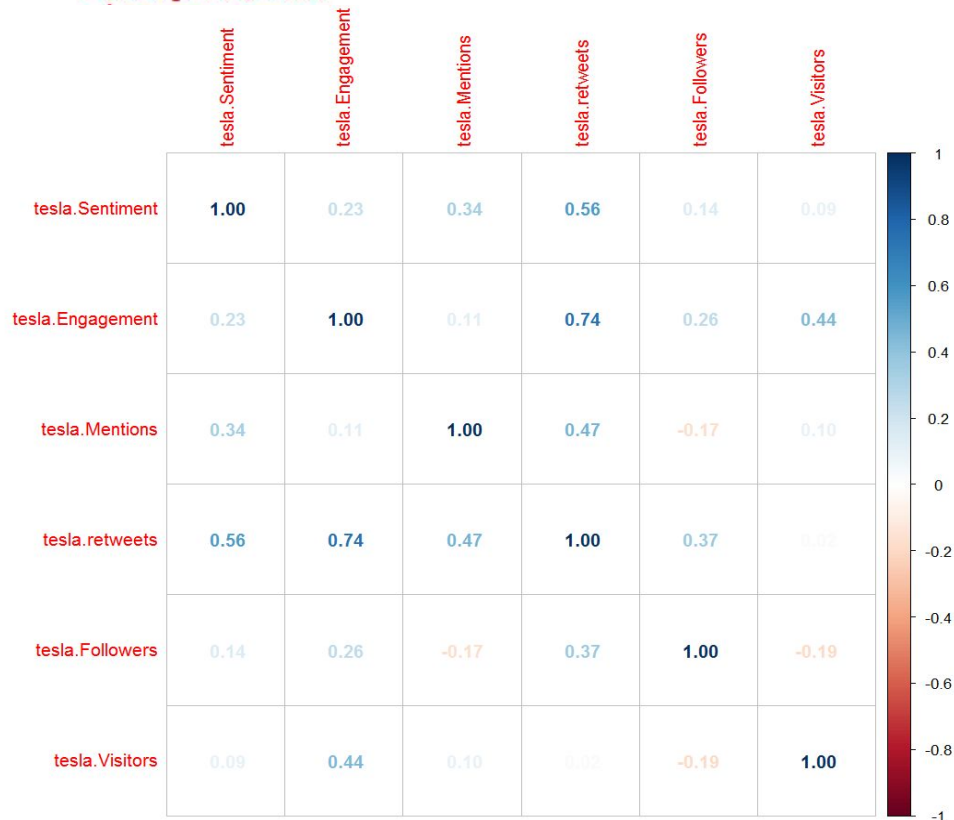 tesla.Sentiment
tesla.Engagement
tesla.Mentions
tesla.retweets
tesla.Followers
tesla.Visitors
1
tesla.Sentiment 1.00 0.23 0.34 0.56 0.14 0.09
0.8
0.6
tesla.Engagement 0.23 1.00 0.11 0.74 0.26 0.44
0.4
0.2
tesla.Mentions 0.34 0.11 1.00 0.47 -0.17 0.10
0
tesla.retweets 0.56 0.74 0.47 1.00 0.37 0.02
-0.2
-0.4
tesla.Followers 0.14 0.26 -0.17 0.37 1.00 -0.19
-0.6
-0.8
tesla.Visitors 0.09 0.44 0.10 0.02 -0.19 1.00
-1